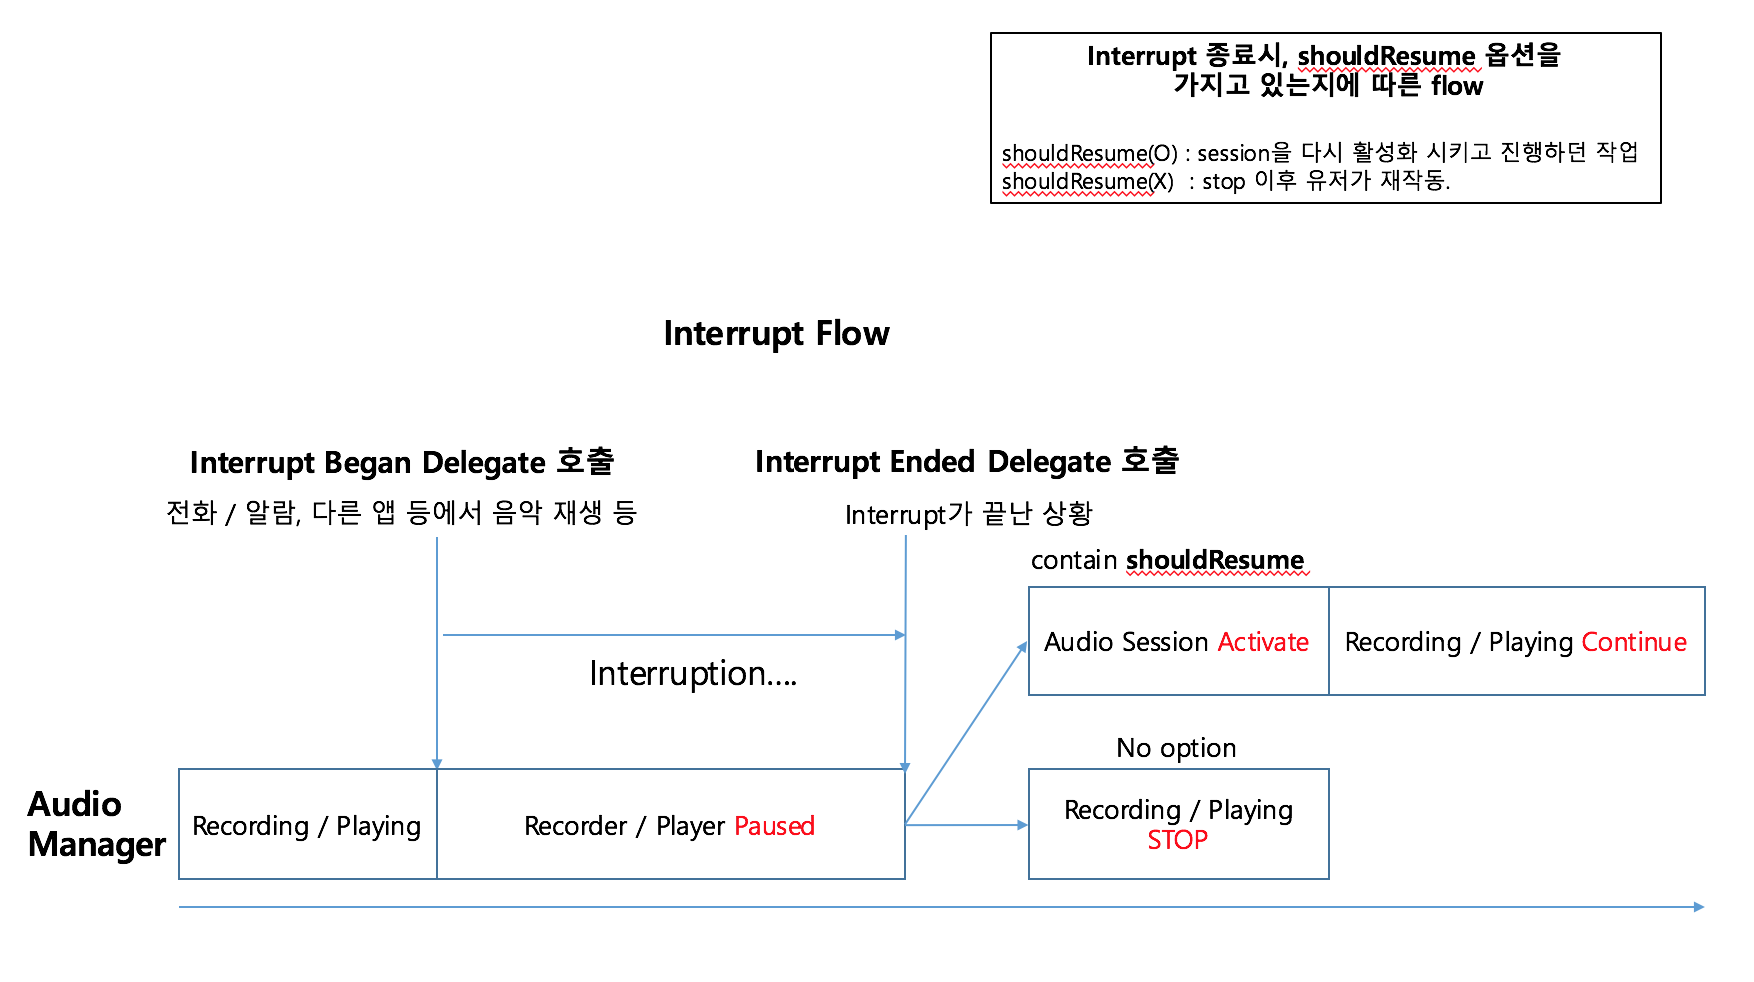 Interrupt 종료시, shouldResume 옵션을
가지고 있는지에 따른 flow
shouldResume(O) : session을 다시 활성화 시키고 진행하던 작업
shouldResume(X)  : stop 이후 유저가 재작동.
Interrupt Flow
Interrupt Began Delegate 호출
전화 / 알람, 다른 앱 등에서 음악 재생 등
Interrupt Ended Delegate 호출
Interrupt가 끝난 상황
contain shouldResume
Audio Session Activate
Recording / Playing Continue
Interruption....
No option
Audio
Manager
Recording / Playing
Recorder / Player Paused
Recording / Playing
STOP